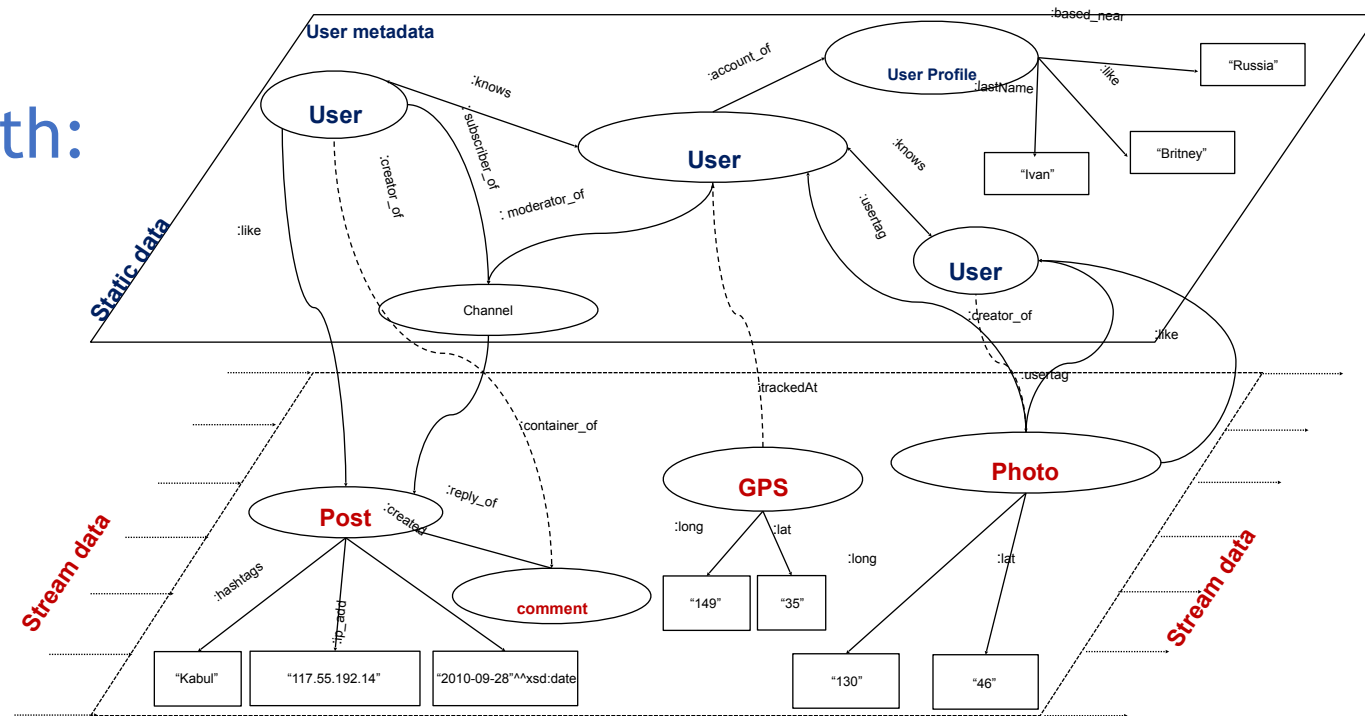 th:
:based_near
User metadata
:account_of
User Profile
:like
"Russia"
:knows
:lastName
User
: subscriber_of
User
:knows
"Britney"
"Ivan"
:creator_of
: moderator_of
:usertag
:like
Static data
User
Channel
:creator_of
:like
:usertag
:trackedAt
:container_of
Photo
GPS
:reply_of
Post
:created
:long
:lat
:long
:lat
Stream data
Stream data
:hashtags
"149"
"35"
comment
:ip_add
"Kabul"
"117.55.192.14"
"2010-09-28"^^xsd:date
"130"
"46"